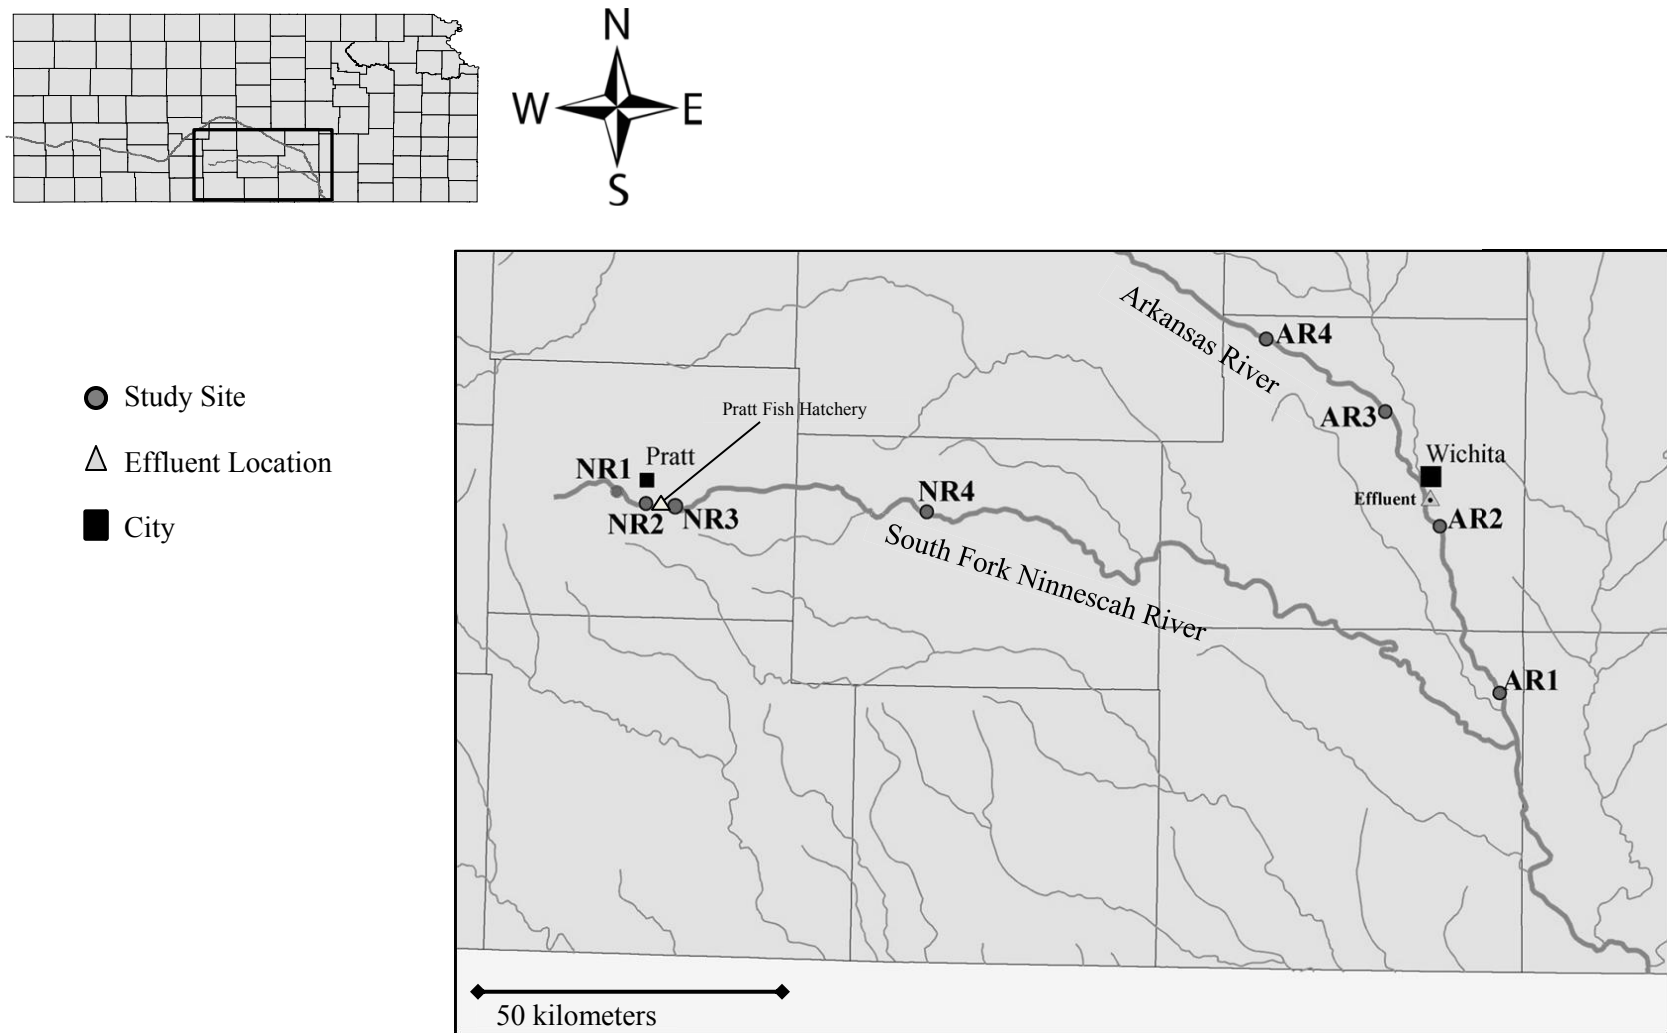 N
W
E
S
Study Site
Effluent Location
City
Arkansas River
AR4
AR3
Pratt Fish Hatchery
Pratt
Wichita
NR1
NR4
Effluent
NR2
NR3
AR2
South Fork Ninnescah River
AR1
50 kilometers